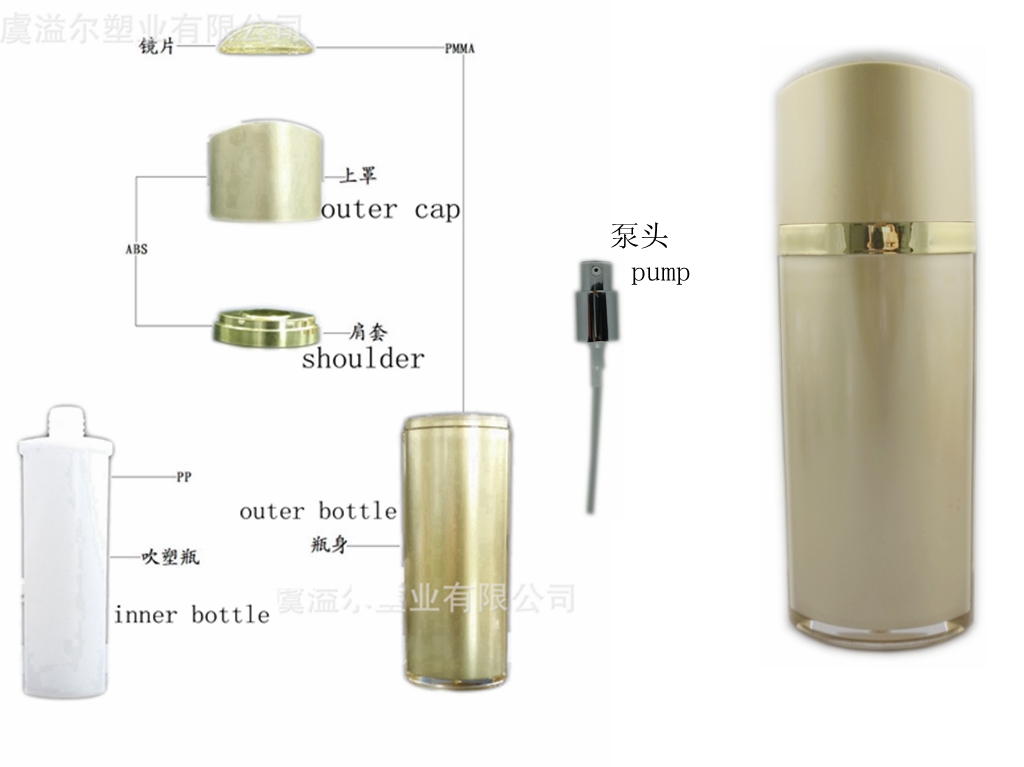 虞溢尔塑业有限公司
镜片
PMMA
上罩
outer cap
ABS
泵头
pump
肩套
shoulder
PP
outer bottle
瓶身
吹塑瓶
inner bottle
虞溢尔塑业有限公司